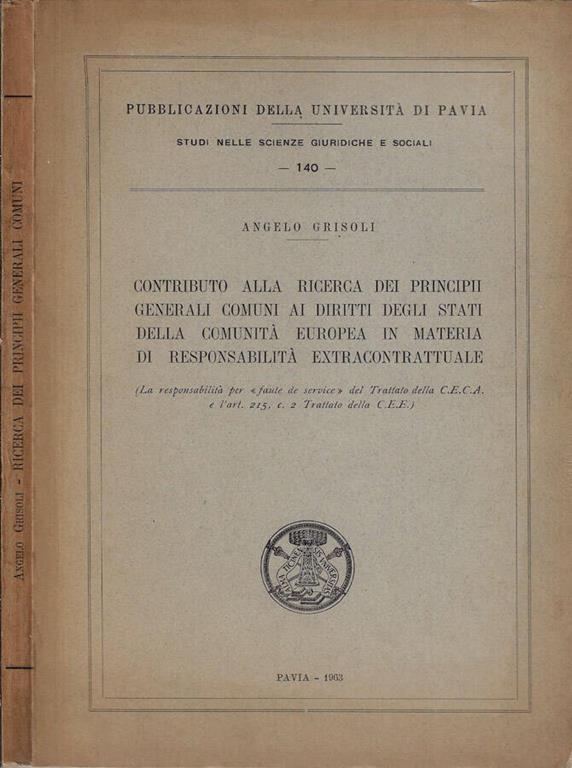 ANGELO GRISOLI - RICERCA DEI PRINCIPII GENERALI COMUNI
PUBBLICAZIONI DELLA UNIVERSITÀ DI PAVIA
STUDI NELLE SCIENZE GIURIDICHE E SOCIALI
— 140 —
ANGELO GRISOLI
CONTRIBUTO ALLA RICERCA DEI PRINCIPII
GENERALI COMUNI AI DIRITTI DEGLI STATI
DELLA COMUNITÀ EUROPEA IN MATERIA
DI RESPONSABILITÀ EXTRACONTRATTUALE
(La responsabilità per «faute de service» del Trattato della C.E.C.A.
e l'art. 215, c. 2 Trattato della C.E.E.)
PAVIA - 1963